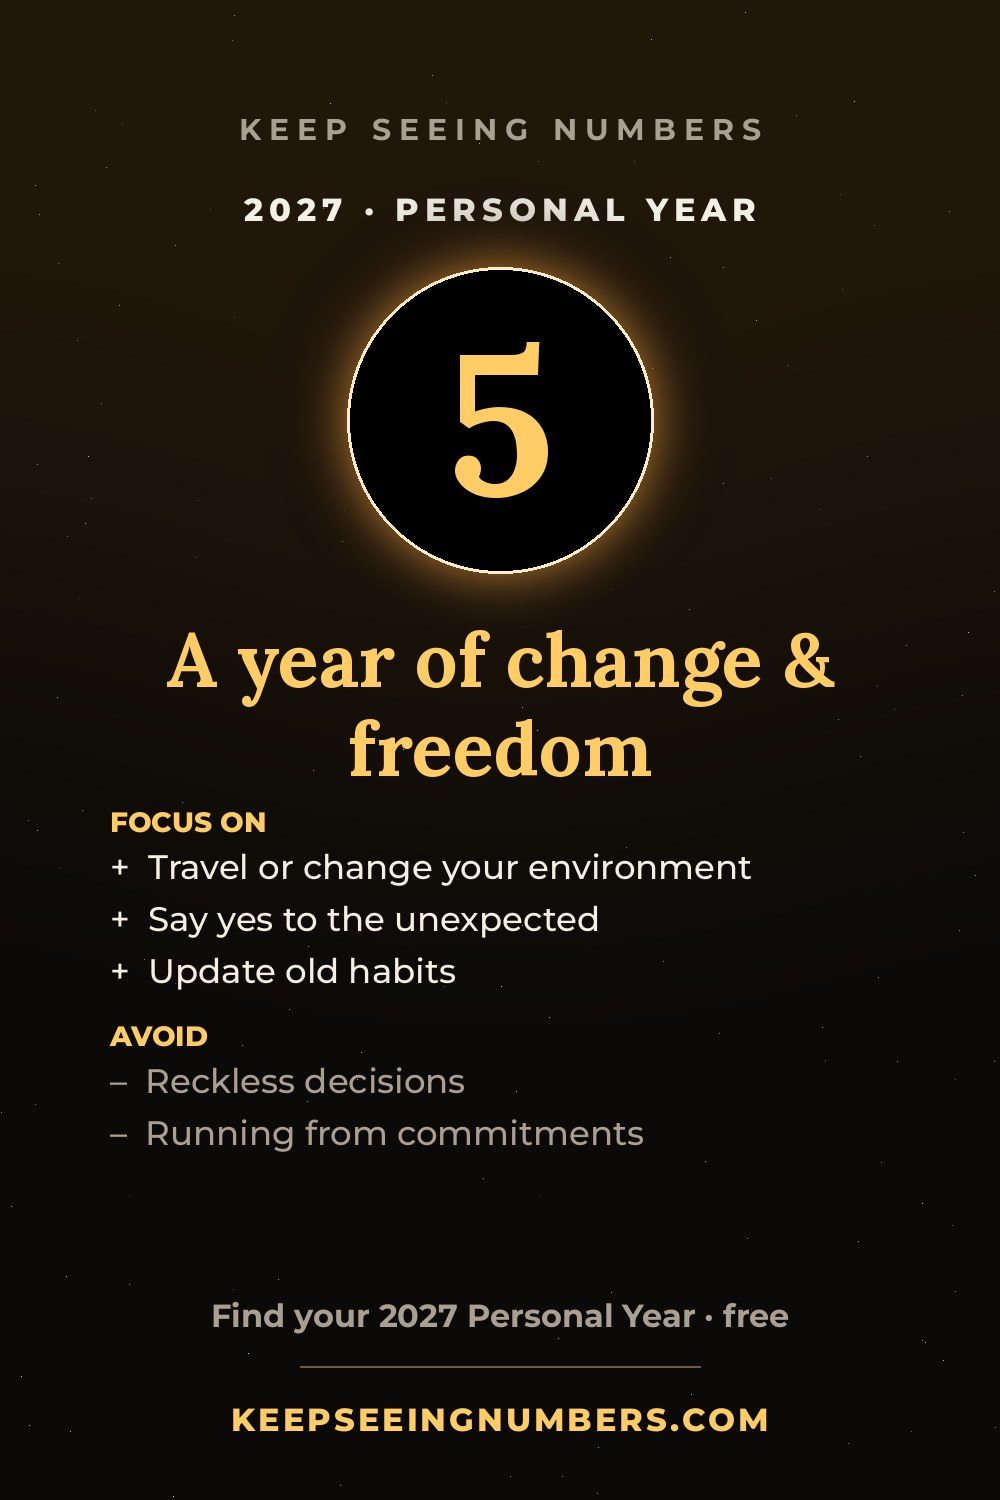 KEEP SEEING NUMBERS
2027 · PERSONAL YEAR
5
A year of change &
freedom
FOCUS ON
+ Travel or change your environment
+ Say yes to the unexpected
+ Update old habits
AVOID
– Reckless decisions
– Running from commitments
Find your 2027 Personal Year · free
KEEPSEEINGNUMBERS.COM